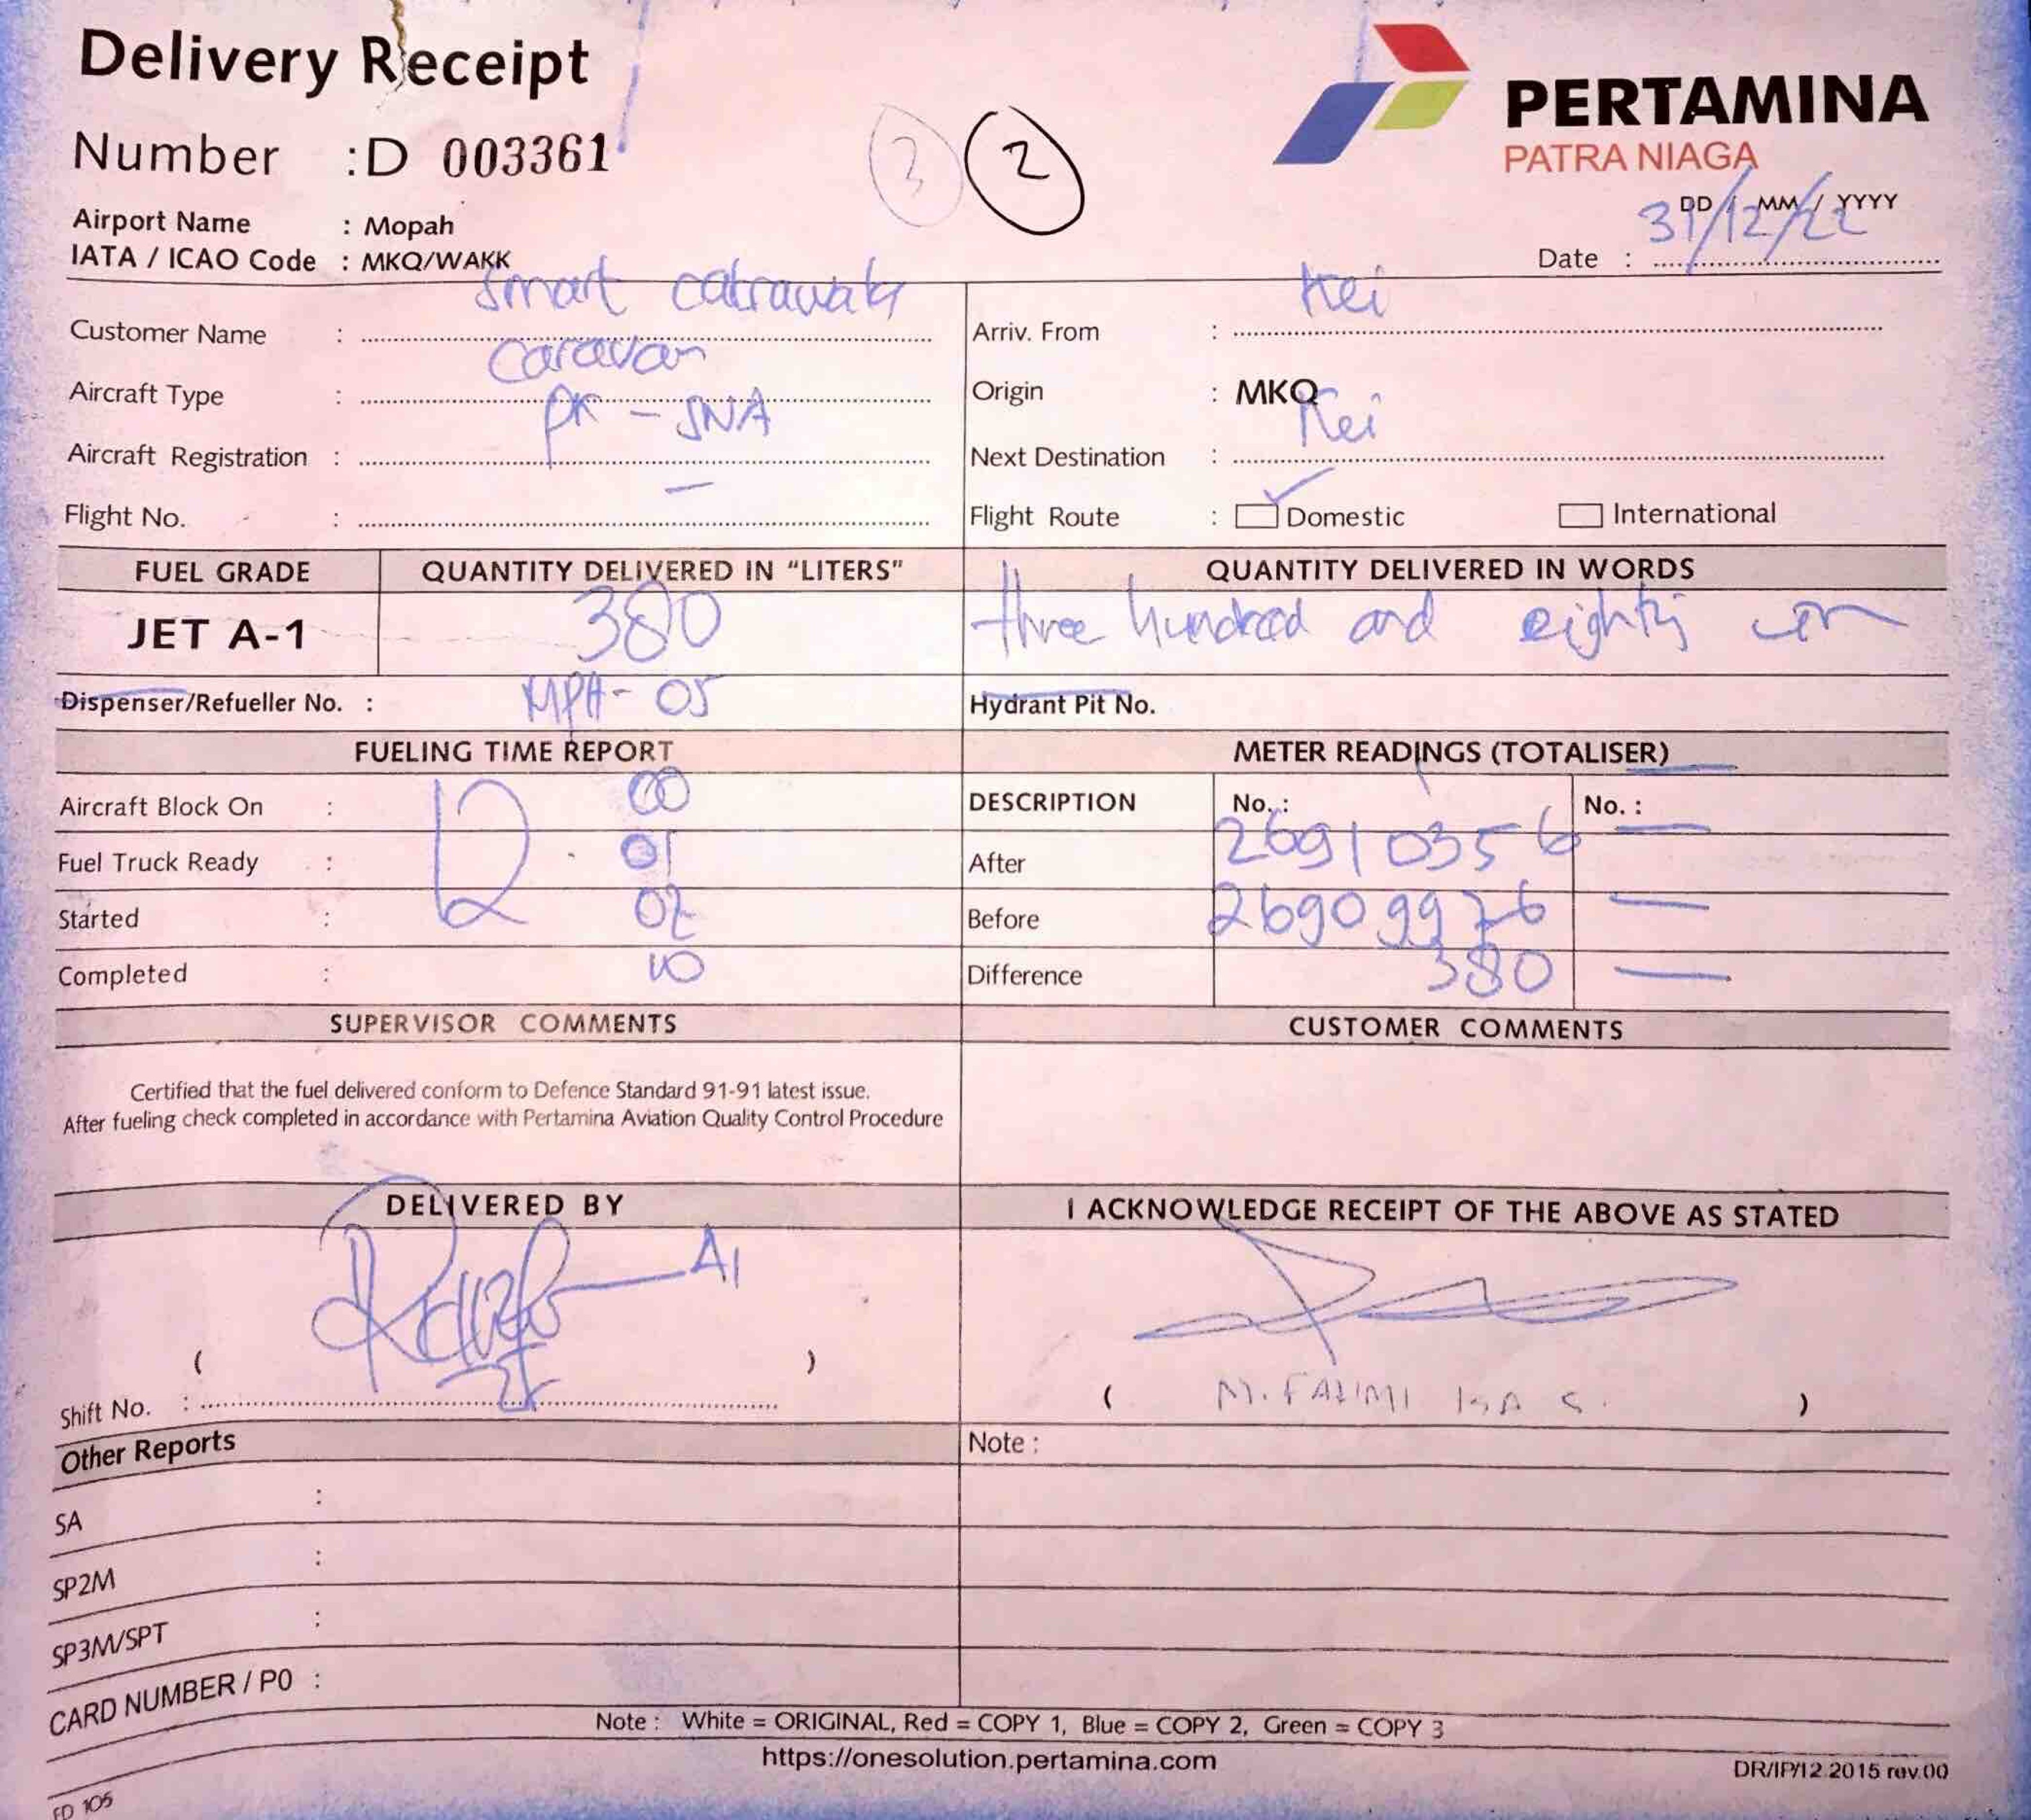 Delivery Receipt
PERTAMINA
PATRA NIAGA
Number : D 003361
3 2
Airport Name : Mopah
IATA / ICAO Code : MKQ/WAKK
DD / MM / YYYY
Date : 31/12/22
Customer Name : Smart Cakrawala
Arriv. From : Kei
Aircraft Type : Caravan
Origin : MKQ
Aircraft Registration : PK - SNA
Next Destination : Kei
Flight No. : —
Flight Route : Domestic International
FUEL GRADE QUANTITY DELIVERED IN "LITERS" QUANTITY DELIVERED IN WORDS
JET A-1 380 three hundred and eighty
Dispenser/Refueller No. : MPH-05 Hydrant Pit No.
FUELING TIME REPORT METER READINGS (TOTALISER)
Aircraft Block On : 12 00 DESCRIPTION No. : No. : —
Fuel Truck Ready : . 01 After 26910356
Started : 02 Before 26909976 —
Completed : 10 Difference 380 —
SUPERVISOR COMMENTS CUSTOMER COMMENTS
Certified that the fuel delivered conform to Defence Standard 91-91 latest issue.
After fueling check completed in accordance with Pertamina Aviation Quality Control Procedure
DELIVERED BY I ACKNOWLEDGE RECEIPT OF THE ABOVE AS STATED
( )
( M. FAHMI ISA S. )
Shift No. :
Other Reports Note :
SA :
SP2M :
SP3M/SPT :
CARD NUMBER / P0 :
Note : White = ORIGINAL, Red = COPY 1, Blue = COPY 2, Green = COPY 3
https://onesolution.pertamina.com
DR/IP/12.2015 rev.00
FD 105